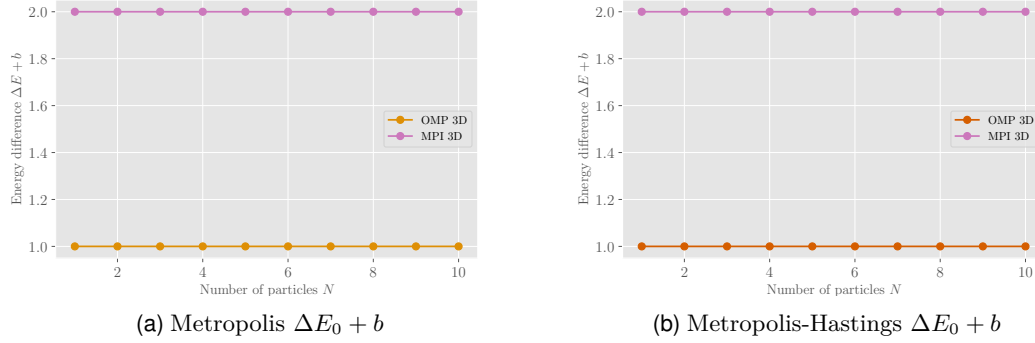 2.0
1.8
1.6
1.4
1.2
1.0
Energy difference ΔE + b
OMP 3D
MPI 3D
2 4 6 8 10
Number of particles N
(a) Metropolis ΔE₀ + b
2.0
1.8
1.6
1.4
1.2
1.0
Energy difference ΔE + b
OMP 3D
MPI 3D
2 4 6 8 10
Number of particles N
(b) Metropolis-Hastings ΔE₀ + b